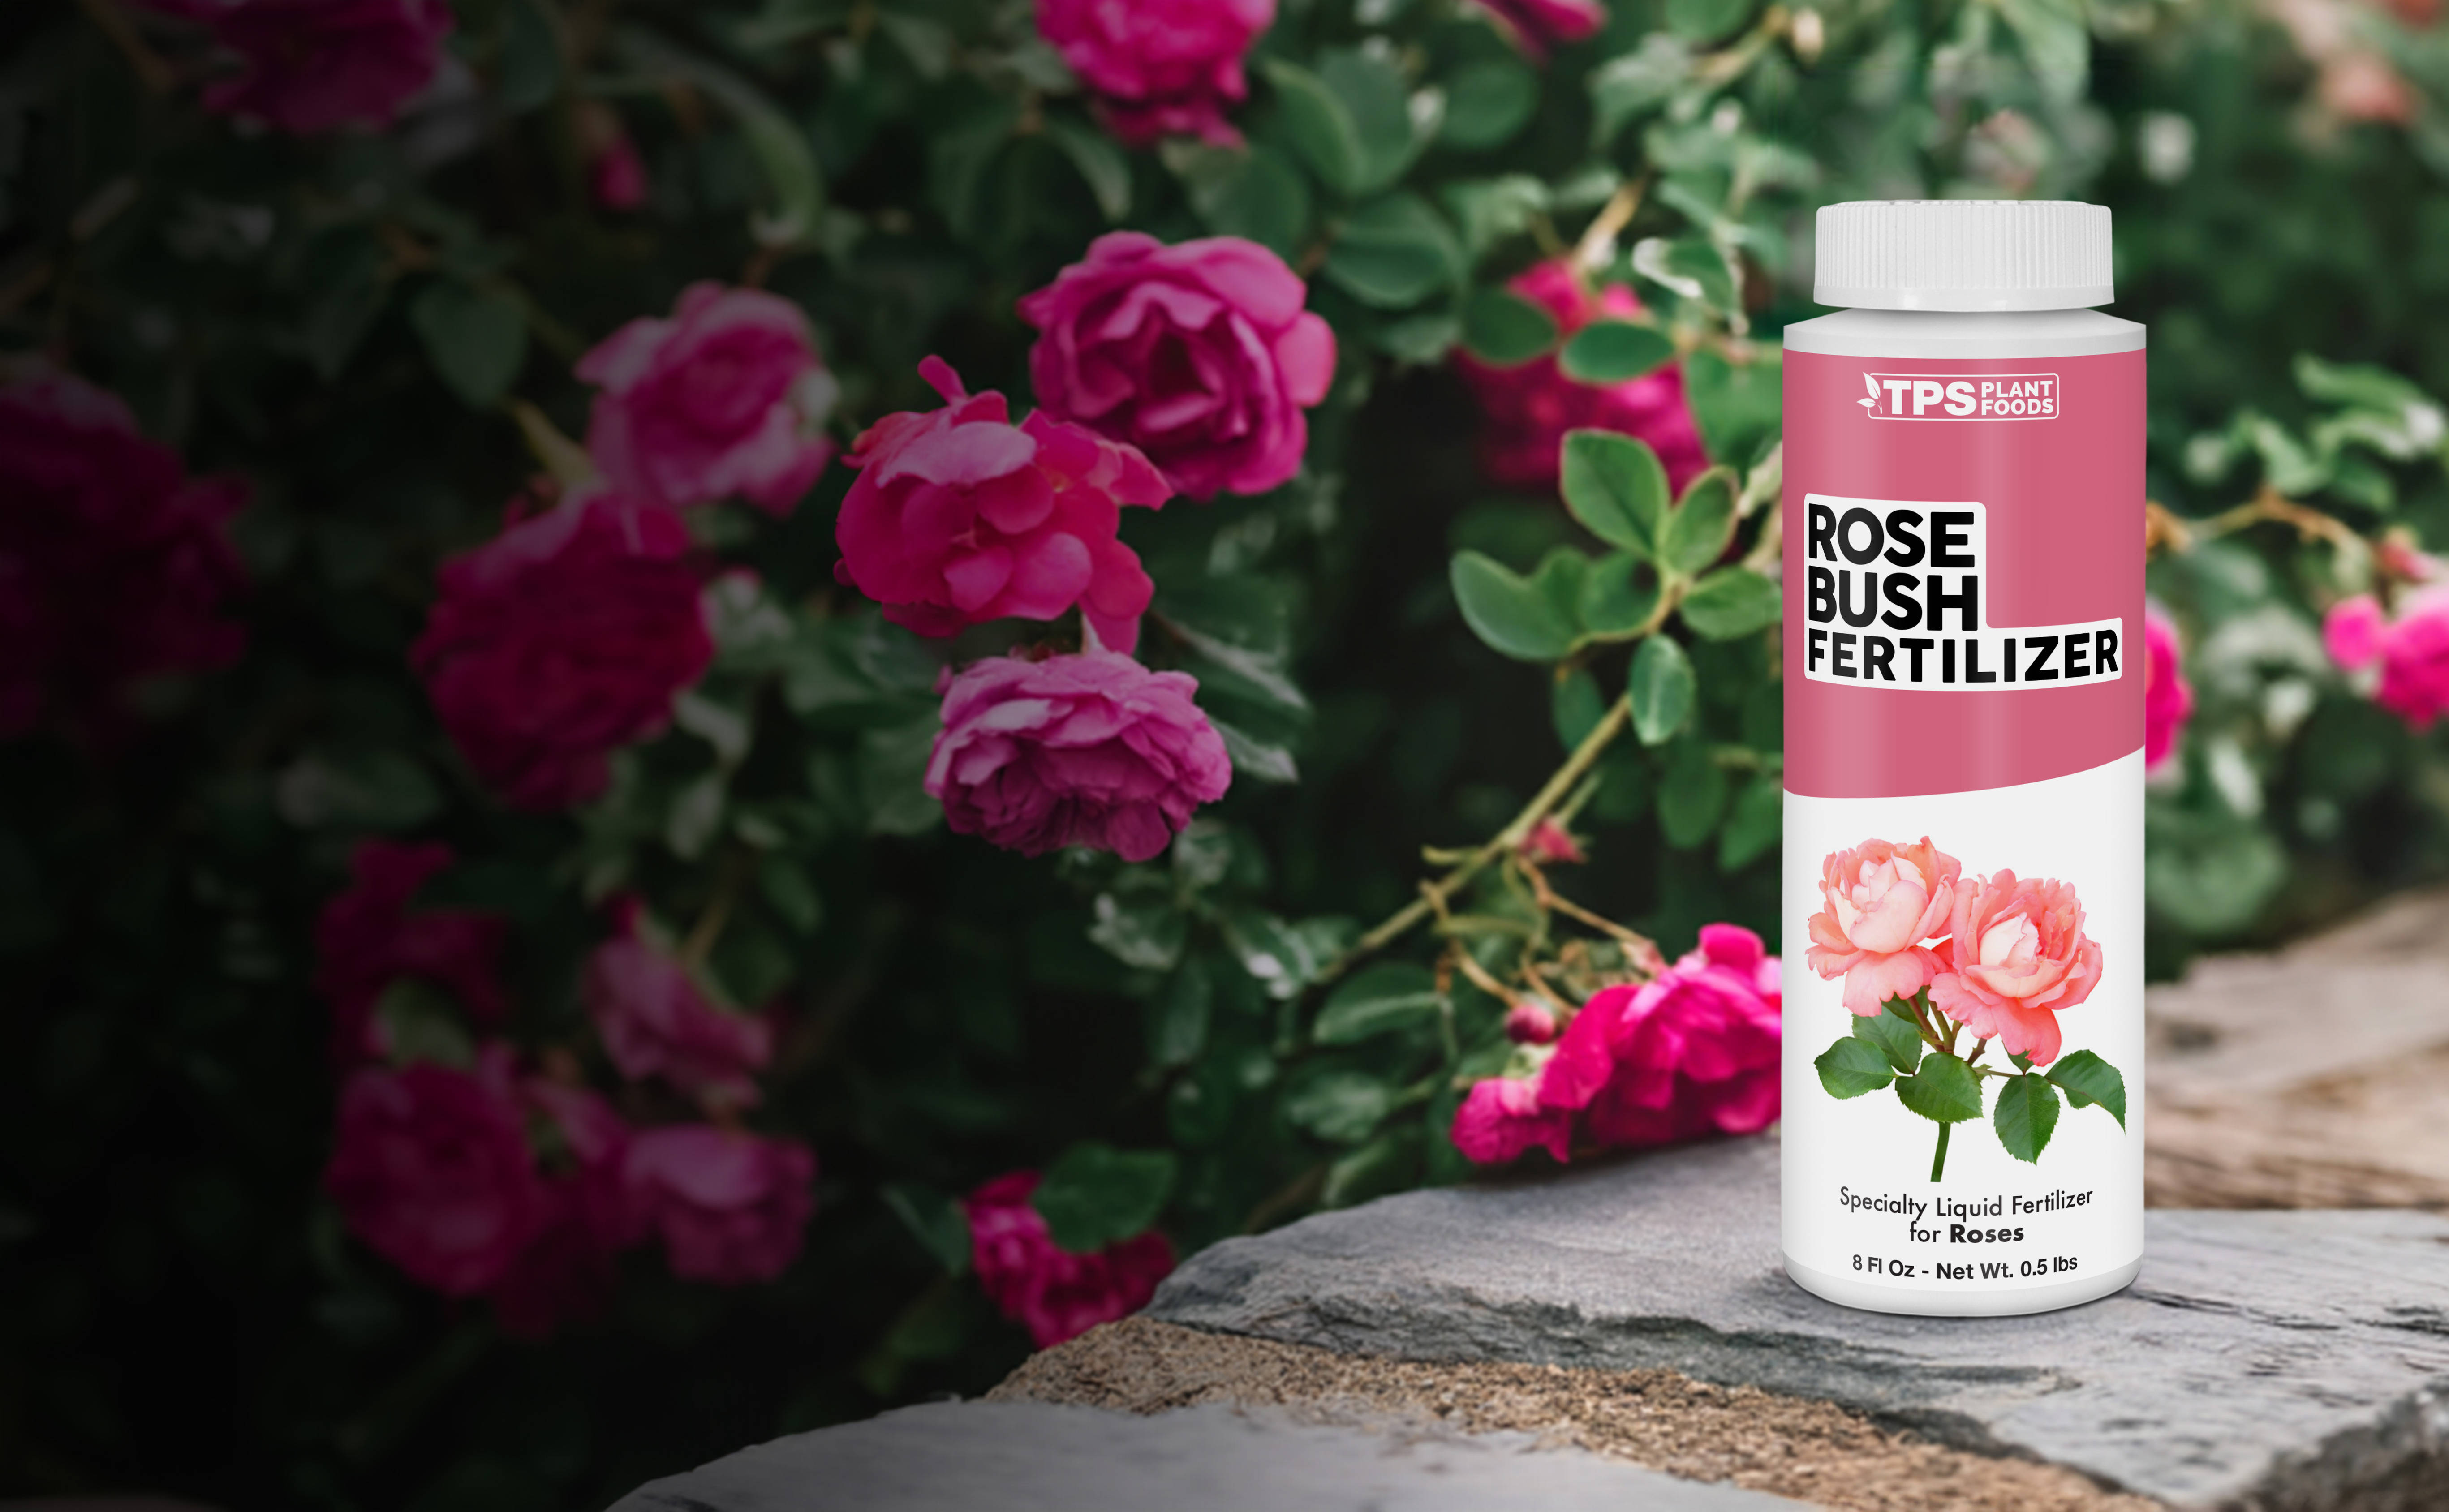 TPS PLANT FOODS
ROSE
BUSH
FERTILIZER
Specialty Liquid Fertilizer
for Roses
8 Fl Oz - Net Wt. 0.5 lbs